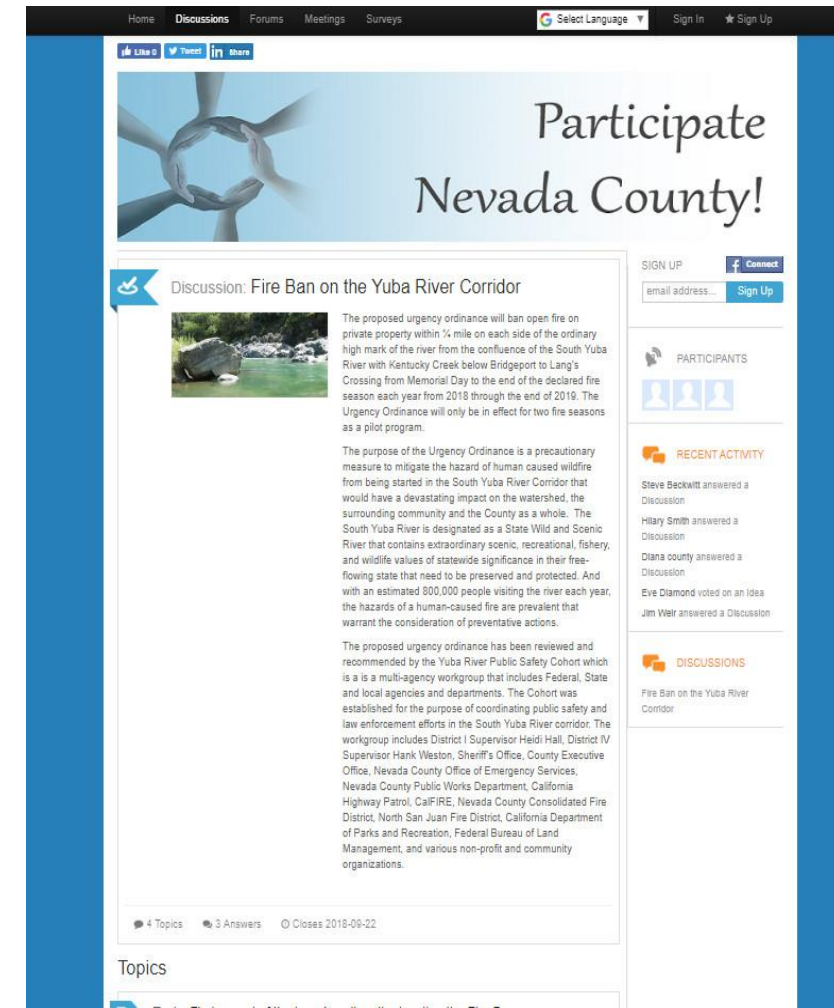 Home Discussions Forums Meetings Surveys Select Language ▼ Sign In ★ Sign Up
Like 0 Tweet in Share
Participate
Nevada County!
Discussion: Fire Ban on the Yuba River Corridor
The proposed urgency ordinance will ban open fire on
private property within ¼ mile on each side of the ordinary
high mark of the river from the confluence of the South Yuba
River with Kentucky Creek below Bridgeport to Lang's
Crossing from Memorial Day to the end of the declared fire
season each year from 2018 through the end of 2019. The
Urgency Ordinance will only be in effect for two fire seasons
as a pilot program.
The purpose of the Urgency Ordinance is a precautionary
measure to mitigate the hazard of human caused wildfire
from being started in the South Yuba River Corridor that
would have a devastating impact on the watershed, the
surrounding community and the County as a whole. The
South Yuba River is designated as a State Wild and Scenic
River that contains extraordinary scenic, recreational, fishery,
and wildlife values of statewide significance in their free-
flowing state that need to be preserved and protected. And
with an estimated 800,000 people visiting the river each year,
the hazards of a human-caused fire are prevalent that
warrant the consideration of preventative actions.
The proposed urgency ordinance has been reviewed and
recommended by the Yuba River Public Safety Cohort which
is a is a multi-agency workgroup that includes Federal, State
and local agencies and departments. The Cohort was
established for the purpose of coordinating public safety and
law enforcement efforts in the South Yuba River corridor. The
workgroup includes District I Supervisor Heidi Hall, District IV
Supervisor Hank Weston, Sheriff's Office, County Executive
Office, Nevada County Office of Emergency Services,
Nevada County Public Works Department, California
Highway Patrol, CalFIRE, Nevada County Consolidated Fire
District, North San Juan Fire District, California Department
of Parks and Recreation, Federal Bureau of Land
Management, and various non-profit and community
organizations.
4 Topics 3 Answers Closes 2018-09-22
Topics
SIGN UP Connect
email address... Sign Up
PARTICIPANTS
RECENT ACTIVITY
Steve Beckwitt answered a
Discussion
Hilary Smith answered a
Discussion
Diana county answered a
Discussion
Eve Diamond voted on an Idea
Jim Weir answered a Discussion
DISCUSSIONS
Fire Ban on the Yuba River
Corridor